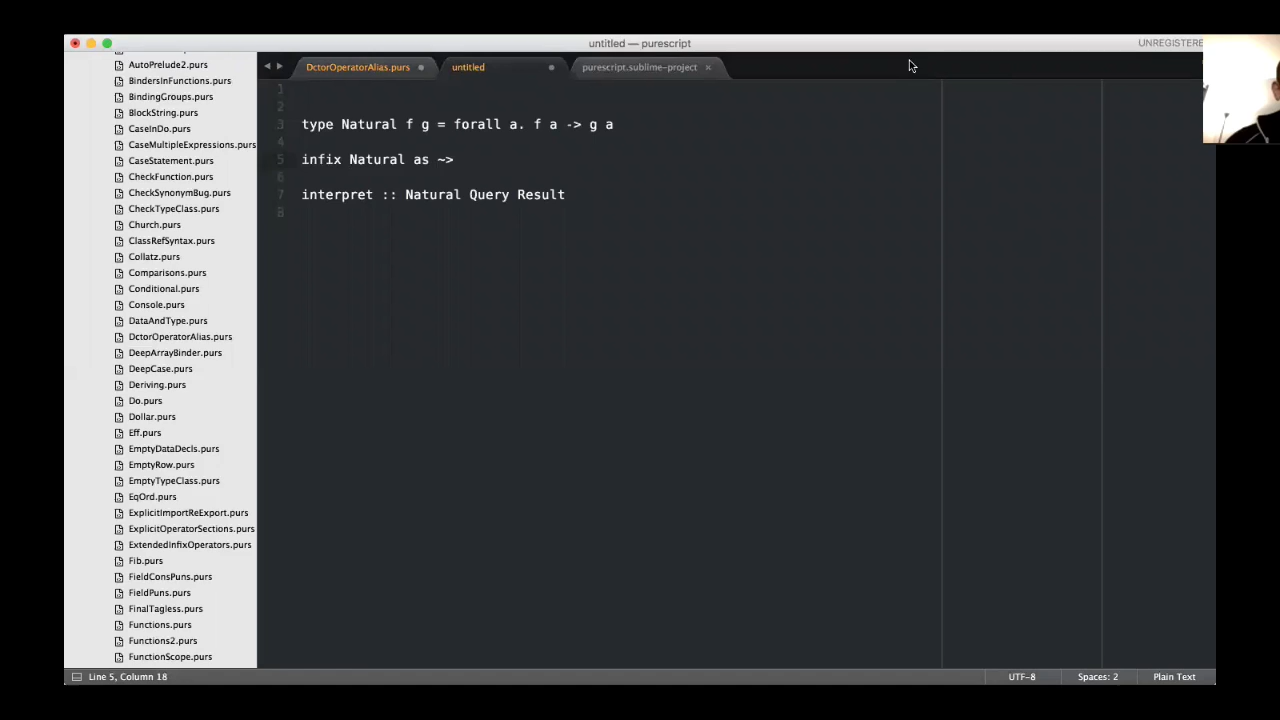 untitled — purescript
UNREGISTERE
AutoPrelude2.purs
BindersInFunctions.purs
BindingGroups.purs
BlockString.purs
CaseInDo.purs
CaseMultipleExpressions.purs
CaseStatement.purs
CheckFunction.purs
CheckSynonymBug.purs
CheckTypeClass.purs
Church.purs
ClassRefSyntax.purs
Collatz.purs
Comparisons.purs
Conditional.purs
Console.purs
DataAndType.purs
DctorOperatorAlias.purs
DeepArrayBinder.purs
DeepCase.purs
Deriving.purs
Do.purs
Dollar.purs
Eff.purs
EmptyDataDecls.purs
EmptyRow.purs
EmptyTypeClass.purs
EqOrd.purs
ExplicitImportReExport.purs
ExplicitOperatorSections.purs
ExtendedInfixOperators.purs
Fib.purs
FieldConsPuns.purs
FieldPuns.purs
FinalTagless.purs
Functions.purs
Functions2.purs
FunctionScope.purs
DctorOperatorAlias.purs
untitled
purescript.sublime-project
1
2
3 type Natural f g = forall a. f a -> g a
4
5 infix Natural as ~>
6
7 interpret :: Natural Query Result
8
Line 5, Column 18
UTF-8
Spaces: 2
Plain Text